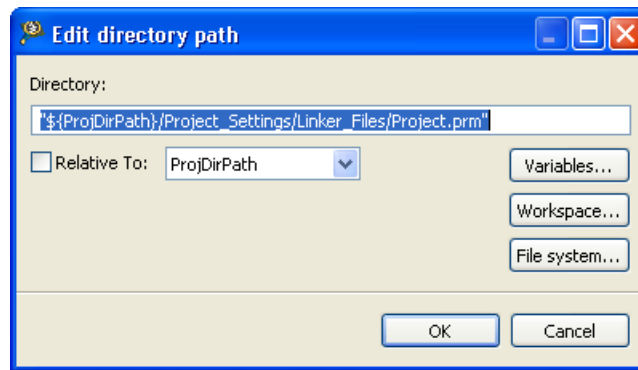 Edit directory path
Directory:
"${ProjDirPath}/Project_Settings/Linker_Files/Project.prm"
Relative To: ProjDirPath
Variables...
Workspace...
File system...
OK Cancel